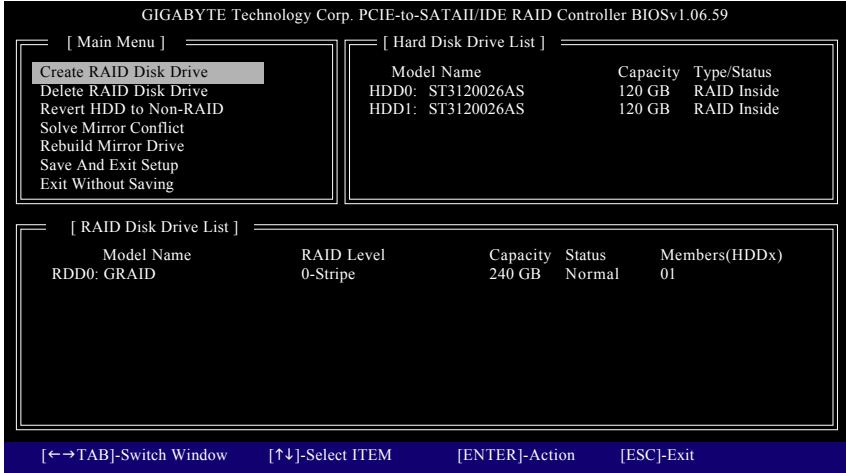 GIGABYTE Technology Corp. PCIE-to-SATAII/IDE RAID Controller BIOSv1.06.59
[ Main Menu ]
Create RAID Disk Drive
Delete RAID Disk Drive
Revert HDD to Non-RAID
Solve Mirror Conflict
Rebuild Mirror Drive
Save And Exit Setup
Exit Without Saving
[ Hard Disk Drive List ]
Model Name Capacity Type/Status
HDD0: ST3120026AS 120 GB RAID Inside
HDD1: ST3120026AS 120 GB RAID Inside
[ RAID Disk Drive List ]
Model Name RAID Level Capacity Status Members(HDDx)
RDD0: GRAID 0-Stripe 240 GB Normal 01
[←→TAB]-Switch Window [↑↓]-Select ITEM [ENTER]-Action [ESC]-Exit